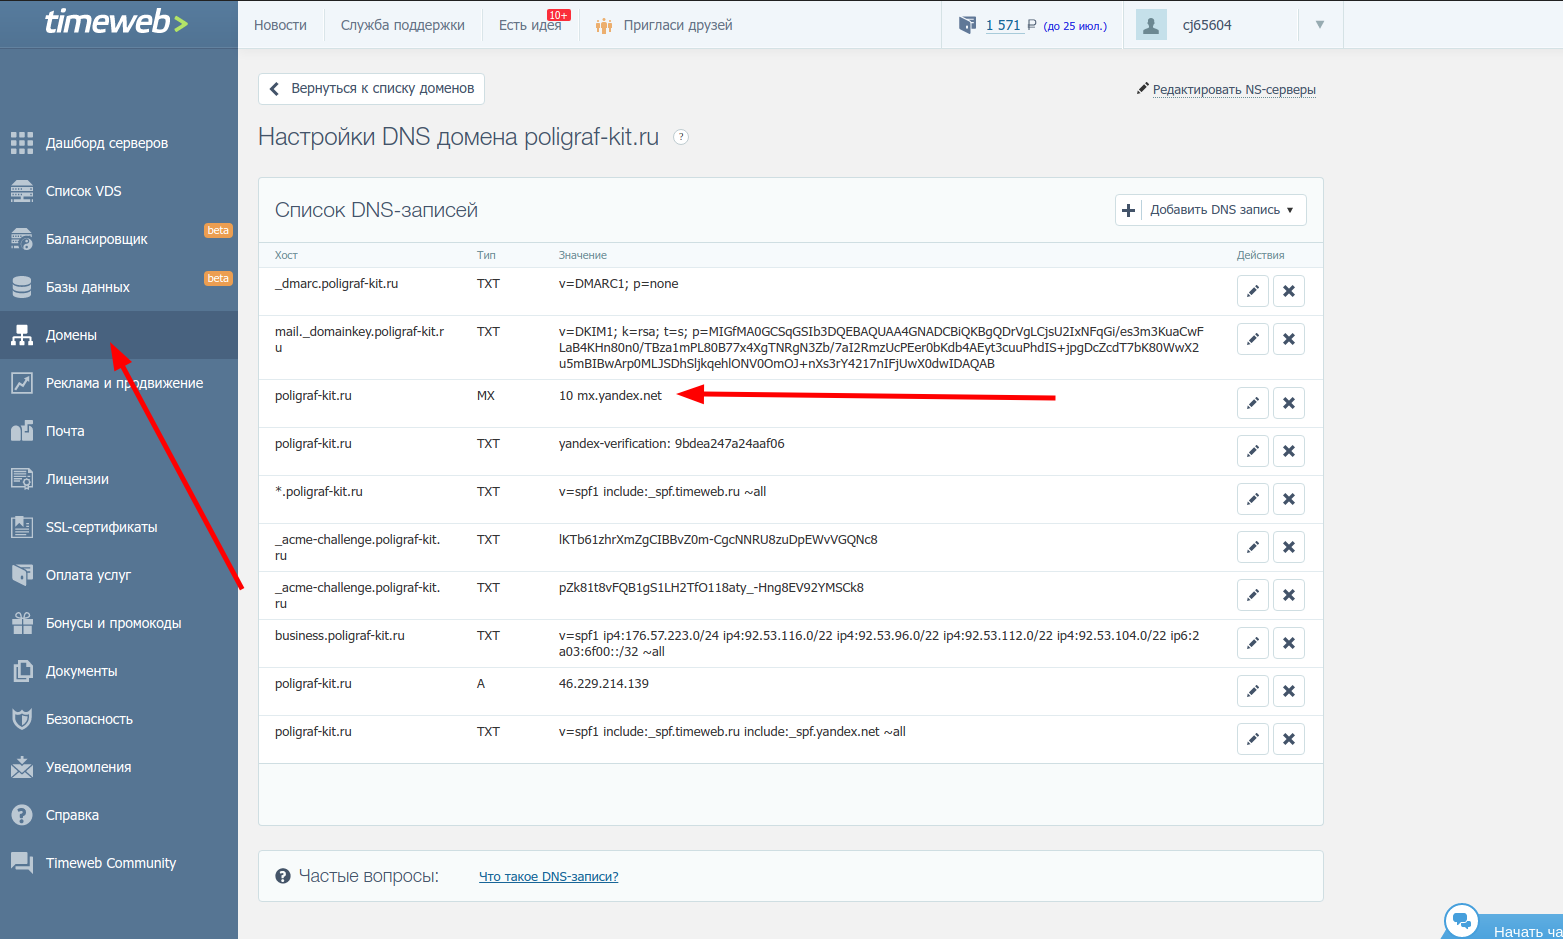 timeweb>
Новости
Служба поддержки
Есть идея
10+
Пригласи друзей
1 571 ₽ (до 25 июл.)
cj65604
Дашборд серверов
Список VDS
Балансировщик
beta
Базы данных
beta
Домены
Реклама и продвижение
Почта
Лицензии
SSL-сертификаты
Оплата услуг
Бонусы и промокоды
Документы
Безопасность
Уведомления
Справка
Timeweb Community
Вернуться к списку доменов
Редактировать NS-серверы
Настройки DNS домена poligraf-kit.ru ?
Список DNS-записей
Добавить DNS запись
Хост Тип Значение Действия
_dmarc.poligraf-kit.ru TXT v=DMARC1; p=none
mail._domainkey.poligraf-kit.r TXT v=DKIM1; k=rsa; t=s; p=MIGfMA0GCSqGSIb3DQEBAQUAA4GNADCBiQKBgQDrVgLCjsU2IxNFqGi/es3m3KuaCwF
u LaB4KHn80n0/TBza1mPL80B77x4XgTNRgN3Zb/7aI2RmzUcPEer0bKdb4AEyt3cuuPhdIS+jpgDcZcdT7bK80WwX2
u5mBIBwArp0MLJSDhSljkqehlONV0OmOJ+nXs3rY4217nIFjUwX0dwIDAQAB
poligraf-kit.ru MX 10 mx.yandex.net
poligraf-kit.ru TXT yandex-verification: 9bdea247a24aaf06
*.poligraf-kit.ru TXT v=spf1 include:_spf.timeweb.ru ~all
_acme-challenge.poligraf-kit. TXT lKTb61zhrXmZgCIBBvZ0m-CgcNNRU8zuDpEWvVGQNc8
ru
_acme-challenge.poligraf-kit. TXT pZk81t8vFQB1gS1LH2TfO118aty_-Hng8EV92YMSCk8
ru
business.poligraf-kit.ru TXT v=spf1 ip4:176.57.223.0/24 ip4:92.53.116.0/22 ip4:92.53.96.0/22 ip4:92.53.112.0/22 ip4:92.53.104.0/22 ip6:2
a03:6f00::/32 ~all
poligraf-kit.ru A 46.229.214.139
poligraf-kit.ru TXT v=spf1 include:_spf.timeweb.ru include:_spf.yandex.net ~all
Частые вопросы:
Что такое DNS-записи?
Начать ча